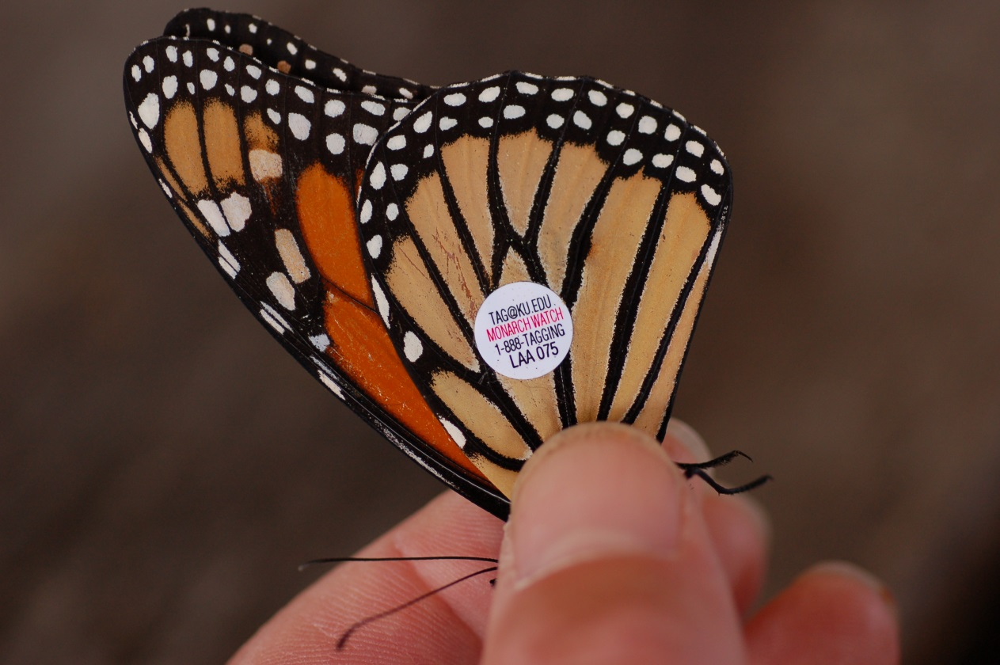 TAG@KU.EDU
MONARCH WATCH
1-888-TAGGING
LAA 075